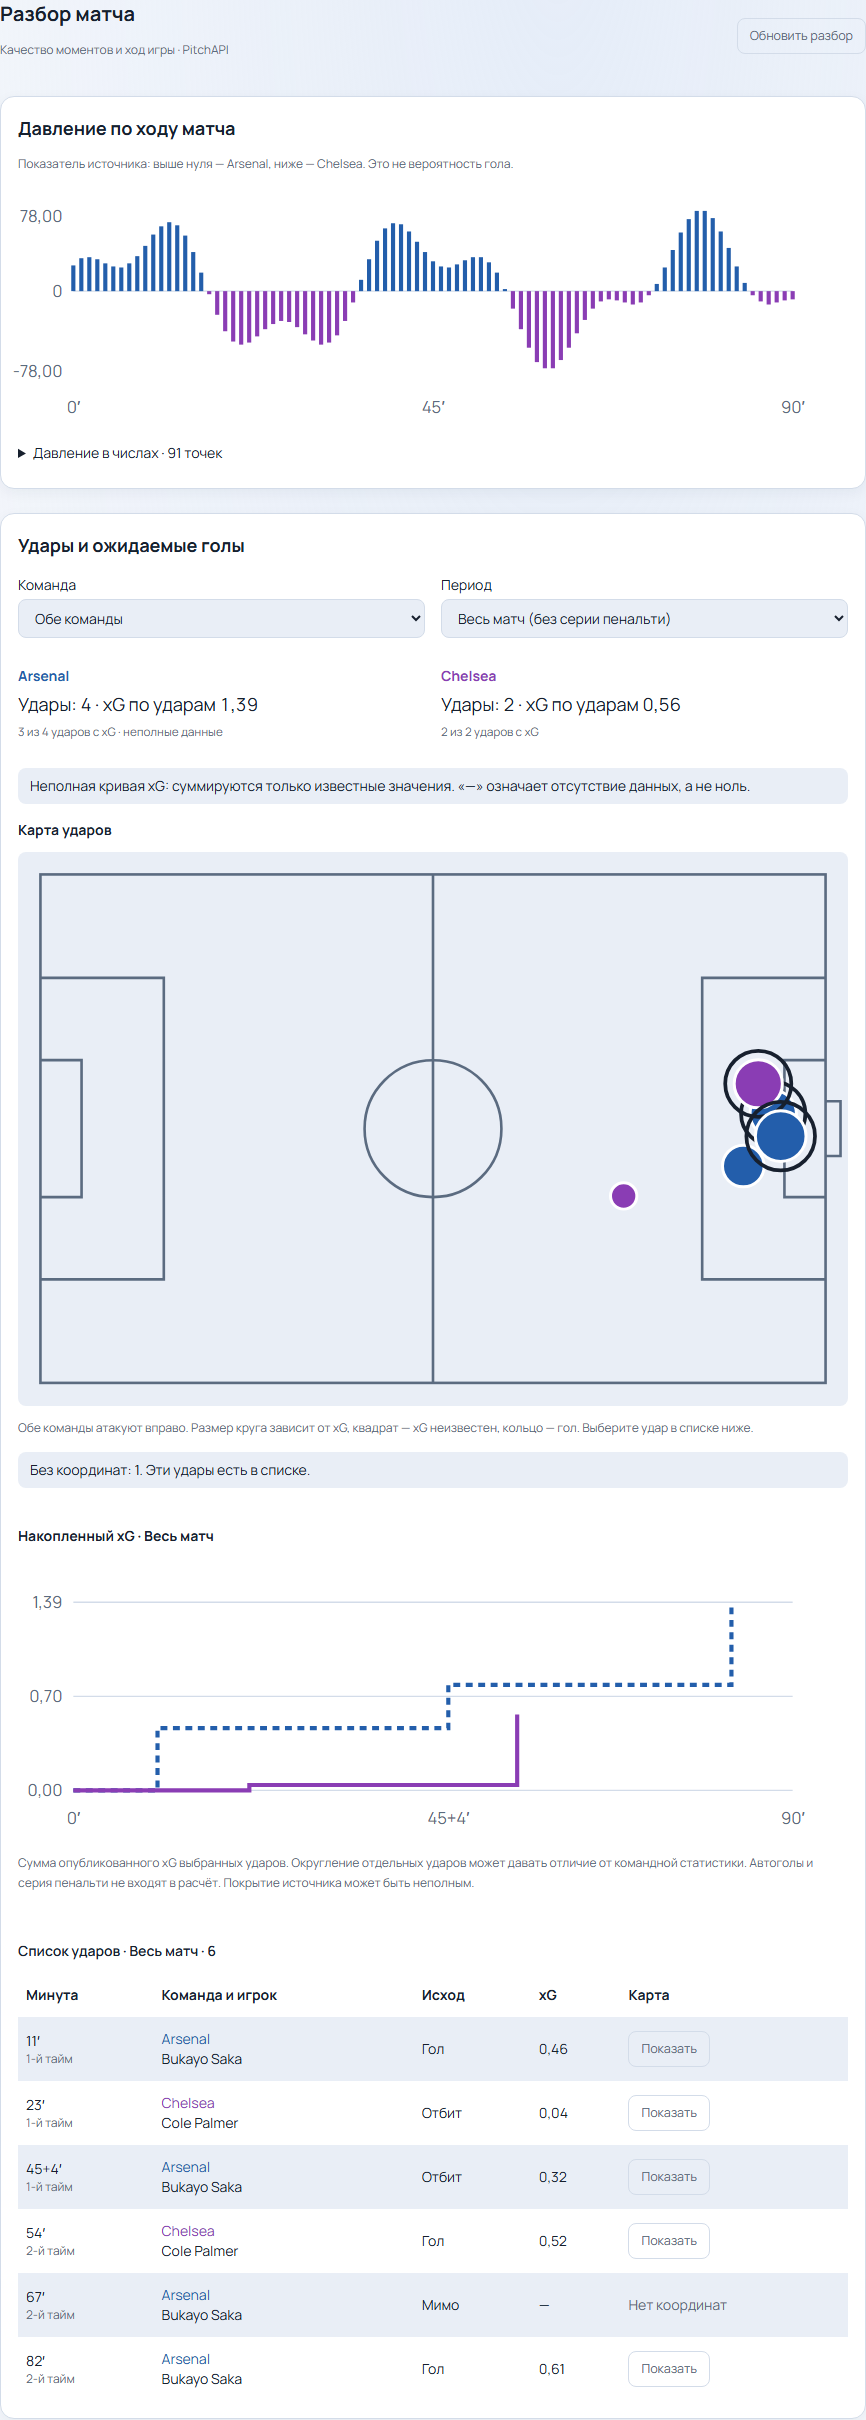 Разбор матча
Качество моментов и ход игры · PitchAPI
Обновить разбор
Давление по ходу матча
Показатель источника: выше нуля — Arsenal, ниже — Chelsea. Это не вероятность гола.
78,00
0
-78,00
0′ 45′ 90′
▶ Давление в числах · 91 точек
Удары и ожидаемые голы
Команда Период
Обе команды Весь матч (без серии пенальти)
Arsenal Chelsea
Удары: 4 · xG по ударам 1,39 Удары: 2 · xG по ударам 0,56
3 из 4 ударов с xG · неполные данные 2 из 2 ударов с xG
Неполная кривая xG: суммируются только известные значения. «—» означает отсутствие данных, а не ноль.
Карта ударов
Обе команды атакуют вправо. Размер круга зависит от xG, квадрат — xG неизвестен, кольцо — гол. Выберите удар в списке ниже.
Без координат: 1. Эти удары есть в списке.
Накопленный xG · Весь матч
1,39
0,70
0,00
0′ 45+4′ 90′
Сумма опубликованного xG выбранных ударов. Округление отдельных ударов может давать отличие от командной статистики. Автоголы и
серия пенальти не входят в расчёт. Покрытие источника может быть неполным.
Список ударов · Весь матч · 6
Минута Команда и игрок Исход xG Карта
11′ Arsenal
1-й тайм Bukayo Saka Гол 0,46 Показать
23′ Chelsea
1-й тайм Cole Palmer Отбит 0,04 Показать
45+4′ Arsenal
1-й тайм Bukayo Saka Отбит 0,32 Показать
54′ Chelsea
2-й тайм Cole Palmer Гол 0,52 Показать
67′ Arsenal
2-й тайм Bukayo Saka Мимо — Нет координат
82′ Arsenal
2-й тайм Bukayo Saka Гол 0,61 Показать